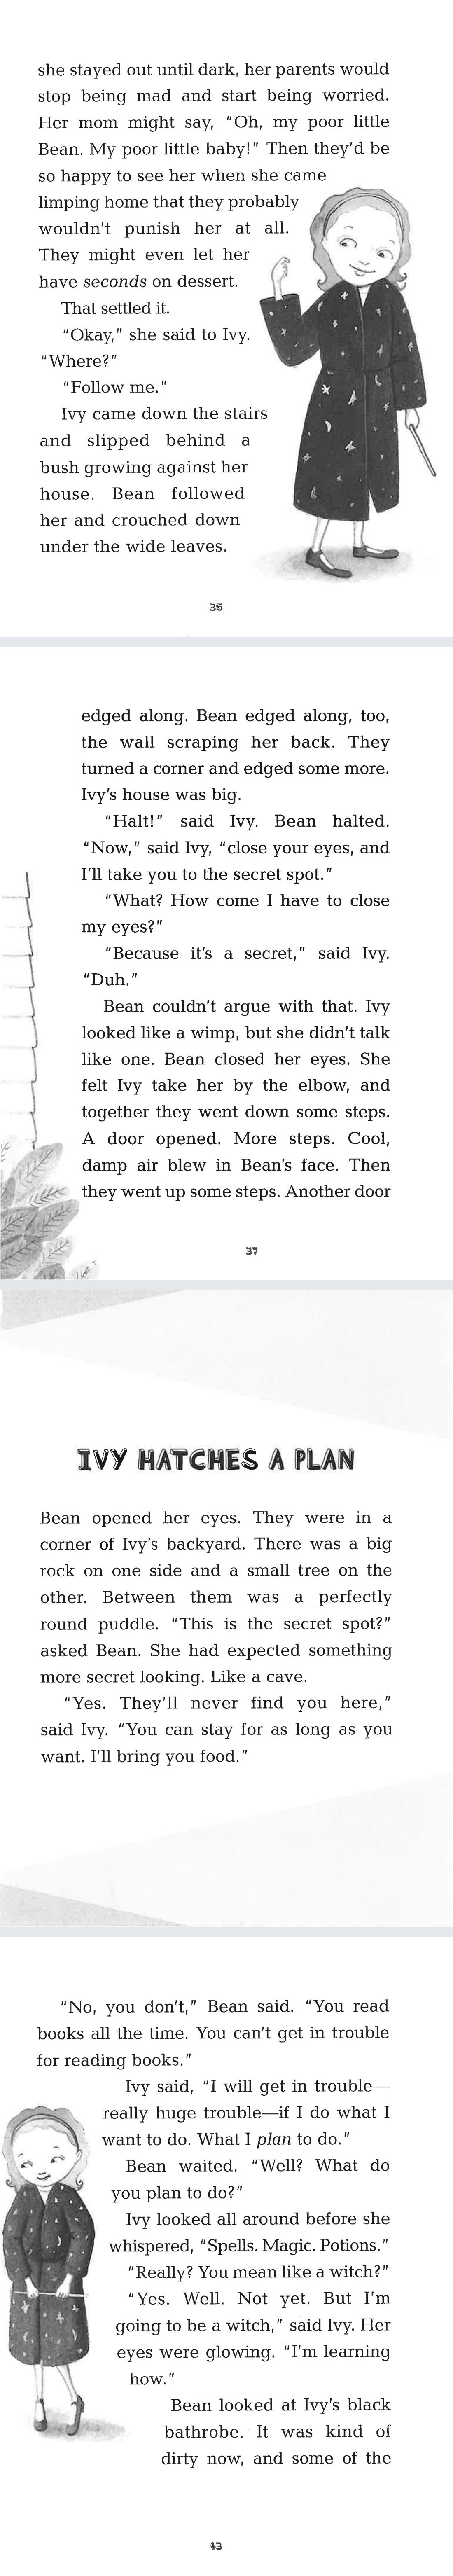 she stayed out until dark, her parents would
stop being mad and start being worried.
Her mom might say, “Oh, my poor little
Bean. My poor little baby!” Then they’d be
so happy to see her when she came
limping home that they probably
wouldn’t punish her at all.
They might even let her
have seconds on dessert.
That settled it.
“Okay,” she said to Ivy.
“Where?”
“Follow me.”
Ivy came down the stairs
and slipped behind a
bush growing against her
house. Bean followed
her and crouched down
under the wide leaves.
35
edged along. Bean edged along, too,
the wall scraping her back. They
turned a corner and edged some more.
Ivy’s house was big.
“Halt!” said Ivy. Bean halted.
“Now,” said Ivy, “close your eyes, and
I’ll take you to the secret spot.”
“What? How come I have to close
my eyes?”
“Because it’s a secret,” said Ivy.
“Duh.”
Bean couldn’t argue with that. Ivy
looked like a wimp, but she didn’t talk
like one. Bean closed her eyes. She
felt Ivy take her by the elbow, and
together they went down some steps.
A door opened. More steps. Cool,
damp air blew in Bean’s face. Then
they went up some steps. Another door
37
IVY HATCHES A PLAN
Bean opened her eyes. They were in a
corner of Ivy’s backyard. There was a big
rock on one side and a small tree on the
other. Between them was a perfectly
round puddle. “This is the secret spot?”
asked Bean. She had expected something
more secret looking. Like a cave.
“Yes. They’ll never find you here,”
said Ivy. “You can stay for as long as you
want. I’ll bring you food.”
“No, you don’t,” Bean said. “You read
books all the time. You can’t get in trouble
for reading books.”
Ivy said, “I will get in trouble—
really huge trouble—if I do what I
want to do. What I plan to do.”
Bean waited. “Well? What do
you plan to do?”
Ivy looked all around before she
whispered, “Spells. Magic. Potions.”
“Really? You mean like a witch?”
“Yes. Well. Not yet. But I’m
going to be a witch,” said Ivy. Her
eyes were glowing. “I’m learning
how.”
Bean looked at Ivy’s black
bathrobe. It was kind of
dirty now, and some of the
43